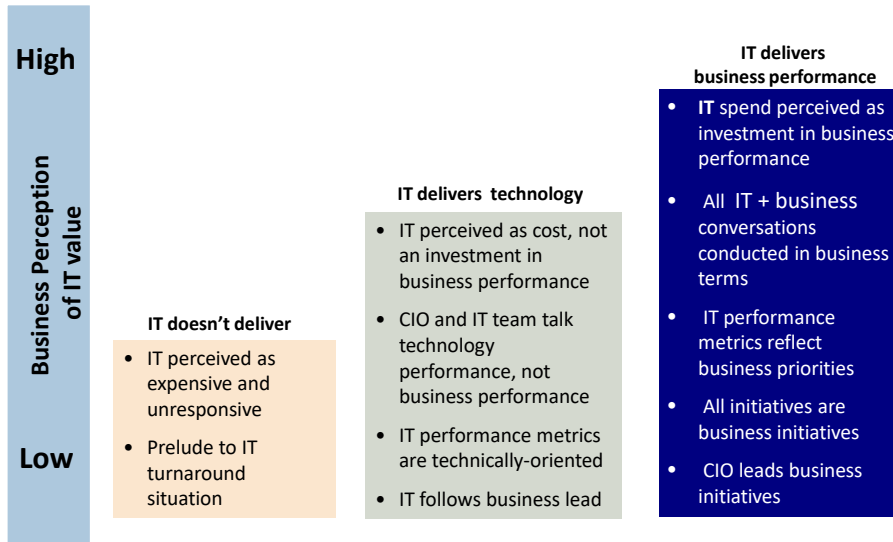 High
Business Perception
of IT value
Low
IT doesn't deliver
• IT perceived as
expensive and
unresponsive
• Prelude to IT
turnaround
situation
IT delivers technology
• IT perceived as cost, not
an investment in
business performance
• CIO and IT team talk
technology
performance, not
business performance
• IT performance metrics
are technically-oriented
• IT follows business lead
IT delivers
business performance
• IT spend perceived as
investment in business
performance
• All IT + business
conversations
conducted in business
terms
• IT performance
metrics reflect
business priorities
• All initiatives are
business initiatives
• CIO leads business
initiatives